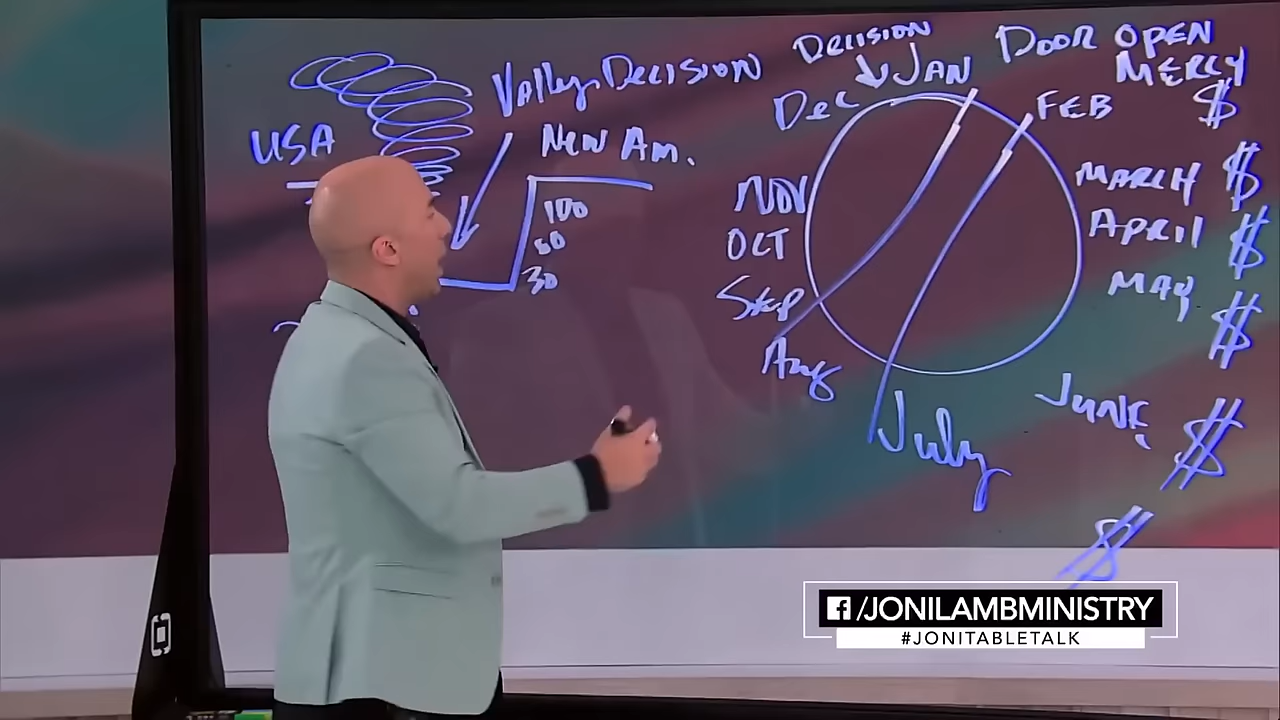 USA
Valley Decision
New Am.
100
60
30
Decision
Door Open
Mercy
Dec
Jan
Feb
$
Nov
March $
Oct
April $
Sep
May
$
Aug
June
$
July
$
/JONILAMBMINISTRY
#JONITABLETALK